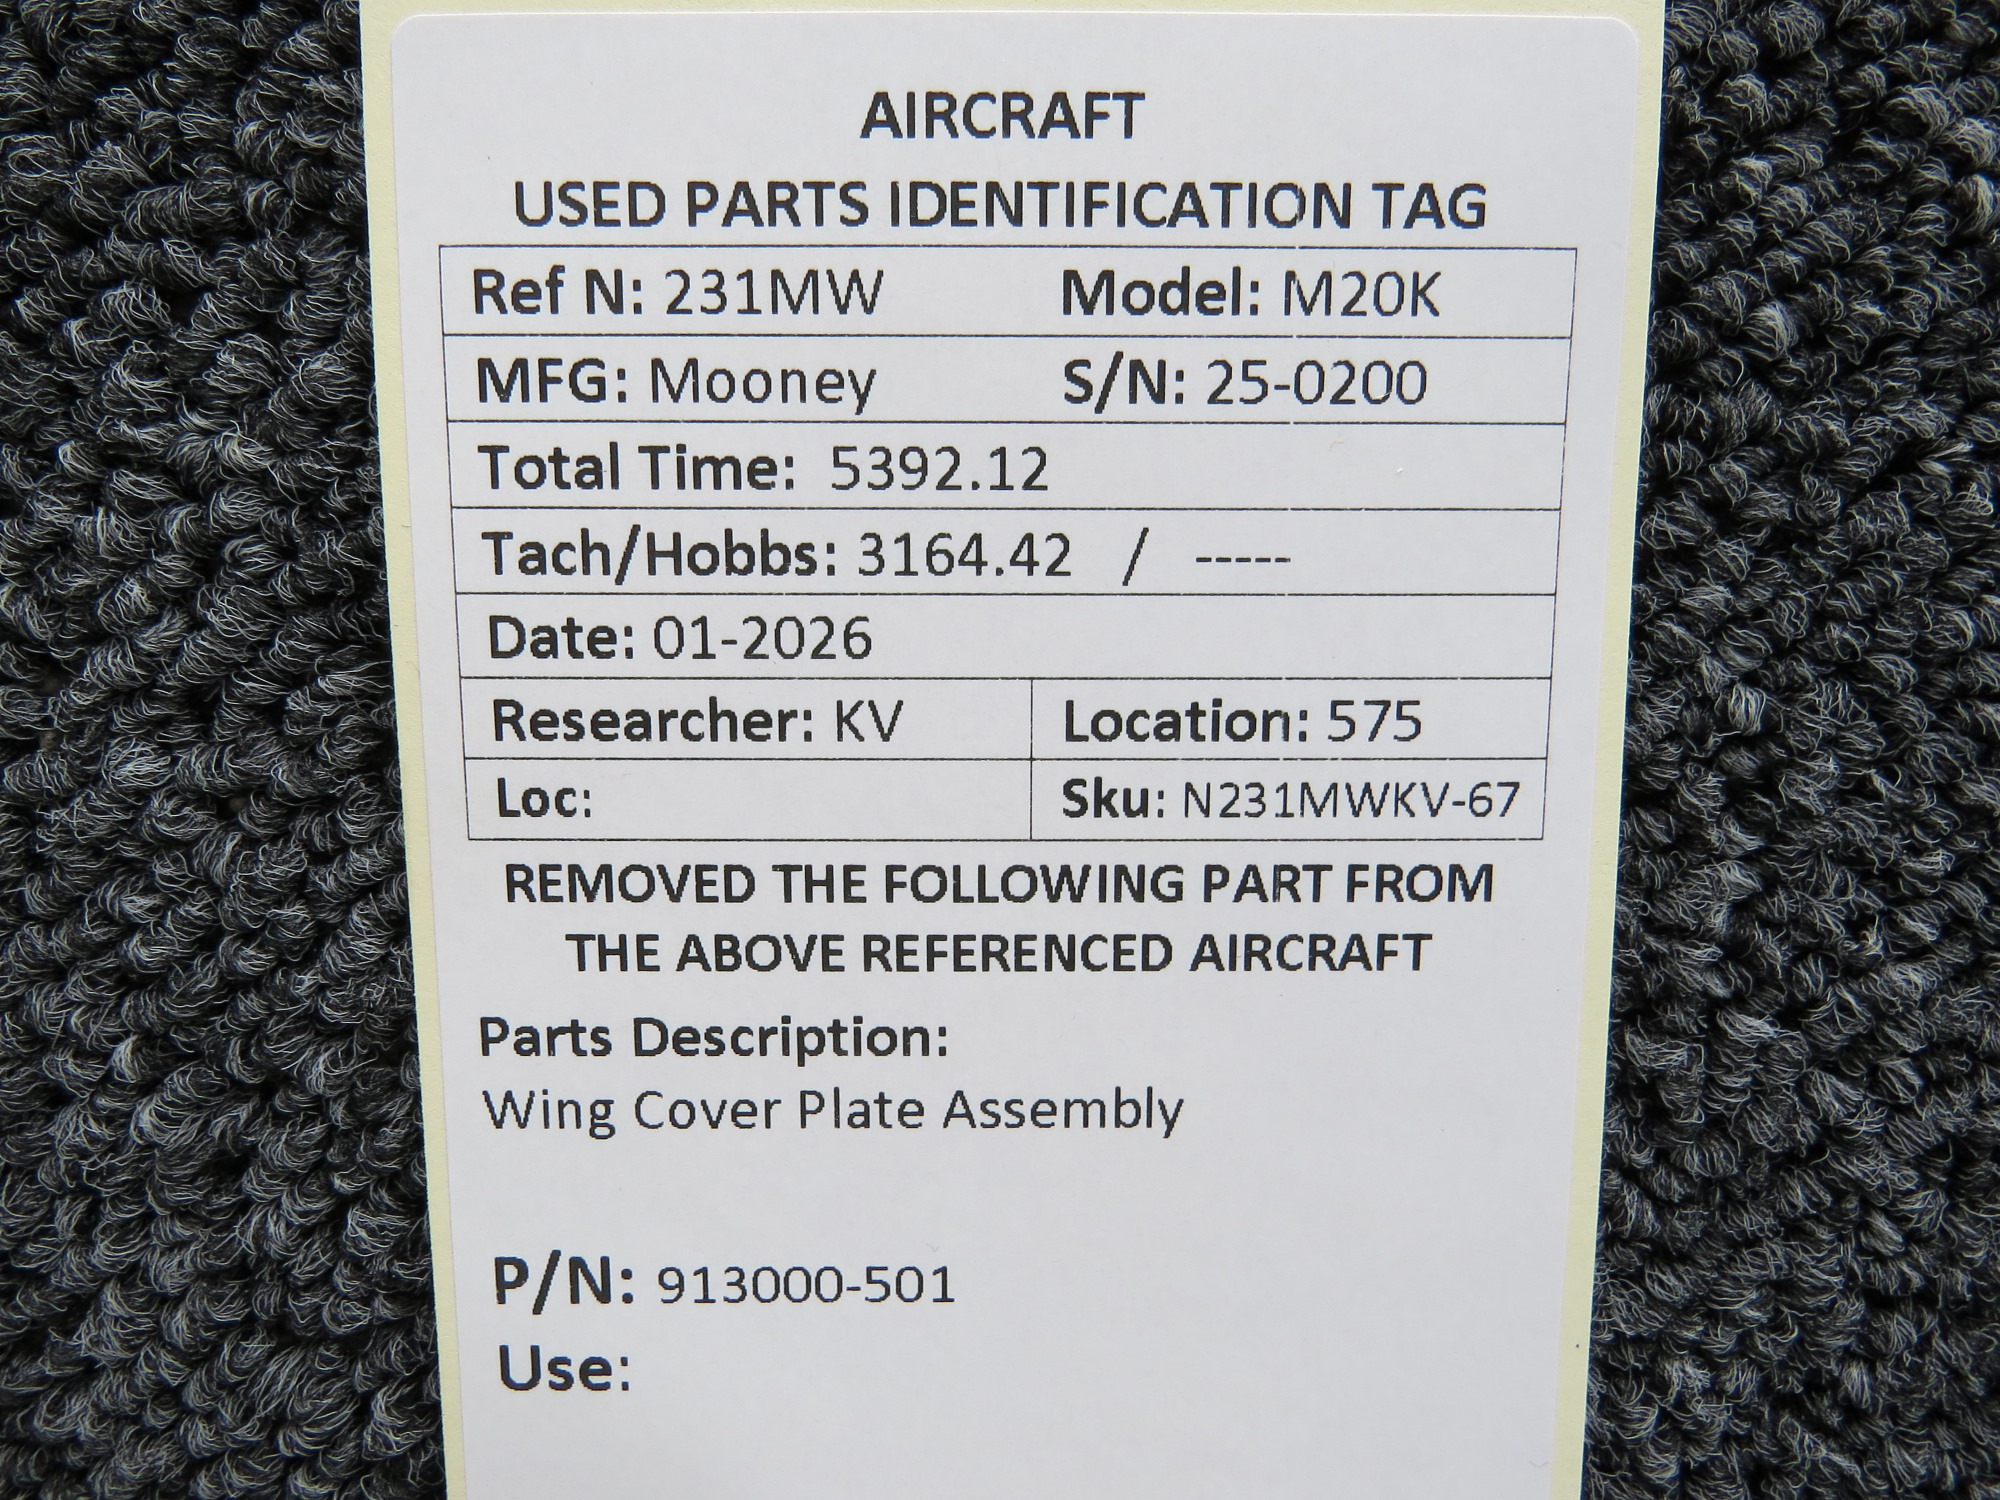 AIRCRAFT
USED PARTS IDENTIFICATION TAG
Ref N: 231MW Model: M20K
MFG: Mooney S/N: 25-0200
Total Time: 5392.12
Tach/Hobbs: 3164.42 / -----
Date: 01-2026
Researcher: KV Location: 575
Loc: Sku: N231MWKV-67
REMOVED THE FOLLOWING PART FROM
THE ABOVE REFERENCED AIRCRAFT
Parts Description:
Wing Cover Plate Assembly
P/N: 913000-501
Use: